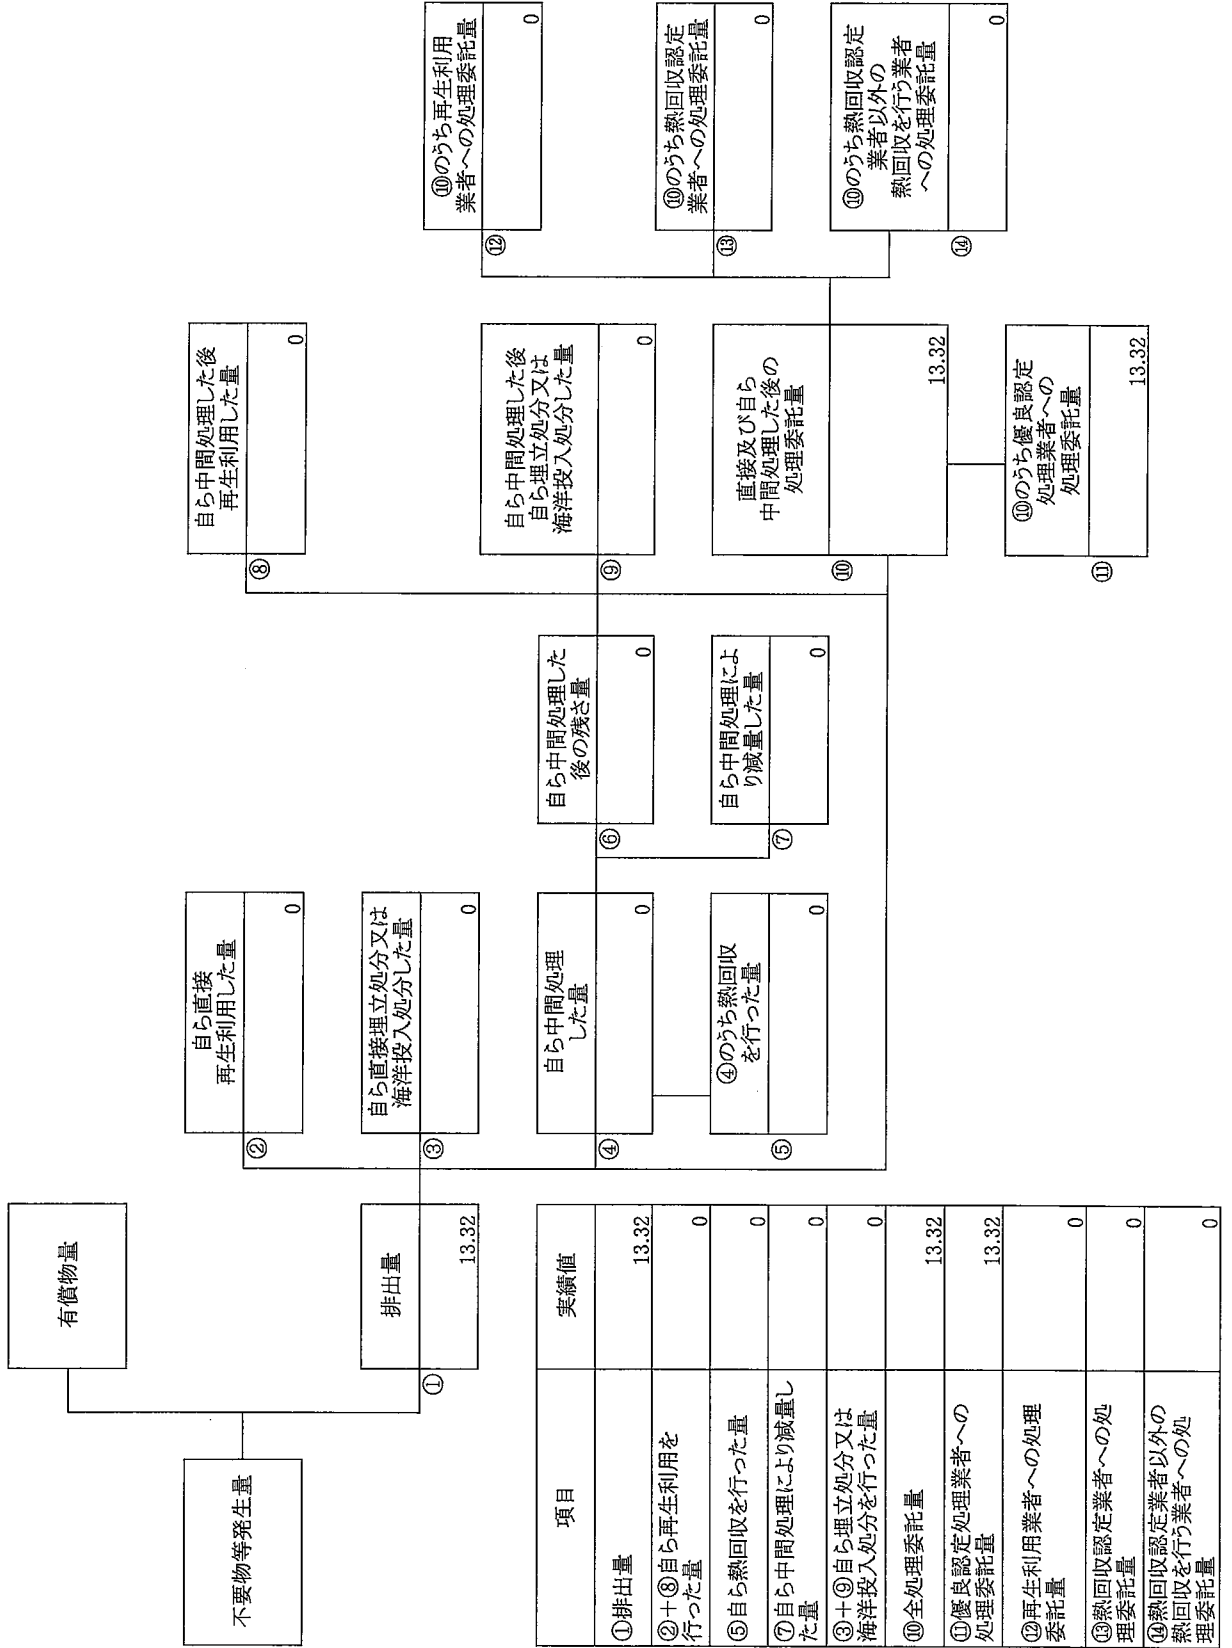 不要物等発生量
有償物量
①
排出量
13.32
②
自ら直接
再生利用した量
0
③
自ら直接埋立処分又は
海洋投入処分した量
0
④
自ら中間処理
した量
0
⑤
④のうち熱回収
を行った量
0
⑥
自ら中間処理した
後の残さ量
0
⑦
自ら中間処理によ
り減量した量
0
⑧
自ら中間処理した後
再生利用した量
0
⑨
自ら中間処理した後
自ら埋立処分又は
海洋投入処分した量
0
⑩
直接及び自ら
中間処理した後の
処理委託量
13.32
⑪
⑩のうち優良認定
処理業者への
処理委託量
13.32
⑫
⑩のうち再生利用
業者への処理委託量
0
⑬
⑩のうち熱回収認定
業者への処理委託量
0
⑭
⑩のうち熱回収認定
業者以外の
熱回収を行う業者
への処理委託量
0
項目 実績値
①排出量 13.32
②+⑧自ら再生利用を
行った量 0
⑤自ら熱回収を行った量 0
⑦自ら中間処理により減量し
た量 0
③+⑨自ら埋立処分又は
海洋投入処分を行った量 0
⑩全処理委託量 13.32
⑪優良認定処理業者への
処理委託量 13.32
⑫再生利用業者への処理
委託量 0
⑬熱回収認定業者への処
理委託量 0
⑭熱回収認定業者以外の
熱回収を行う業者への処
理委託量 0